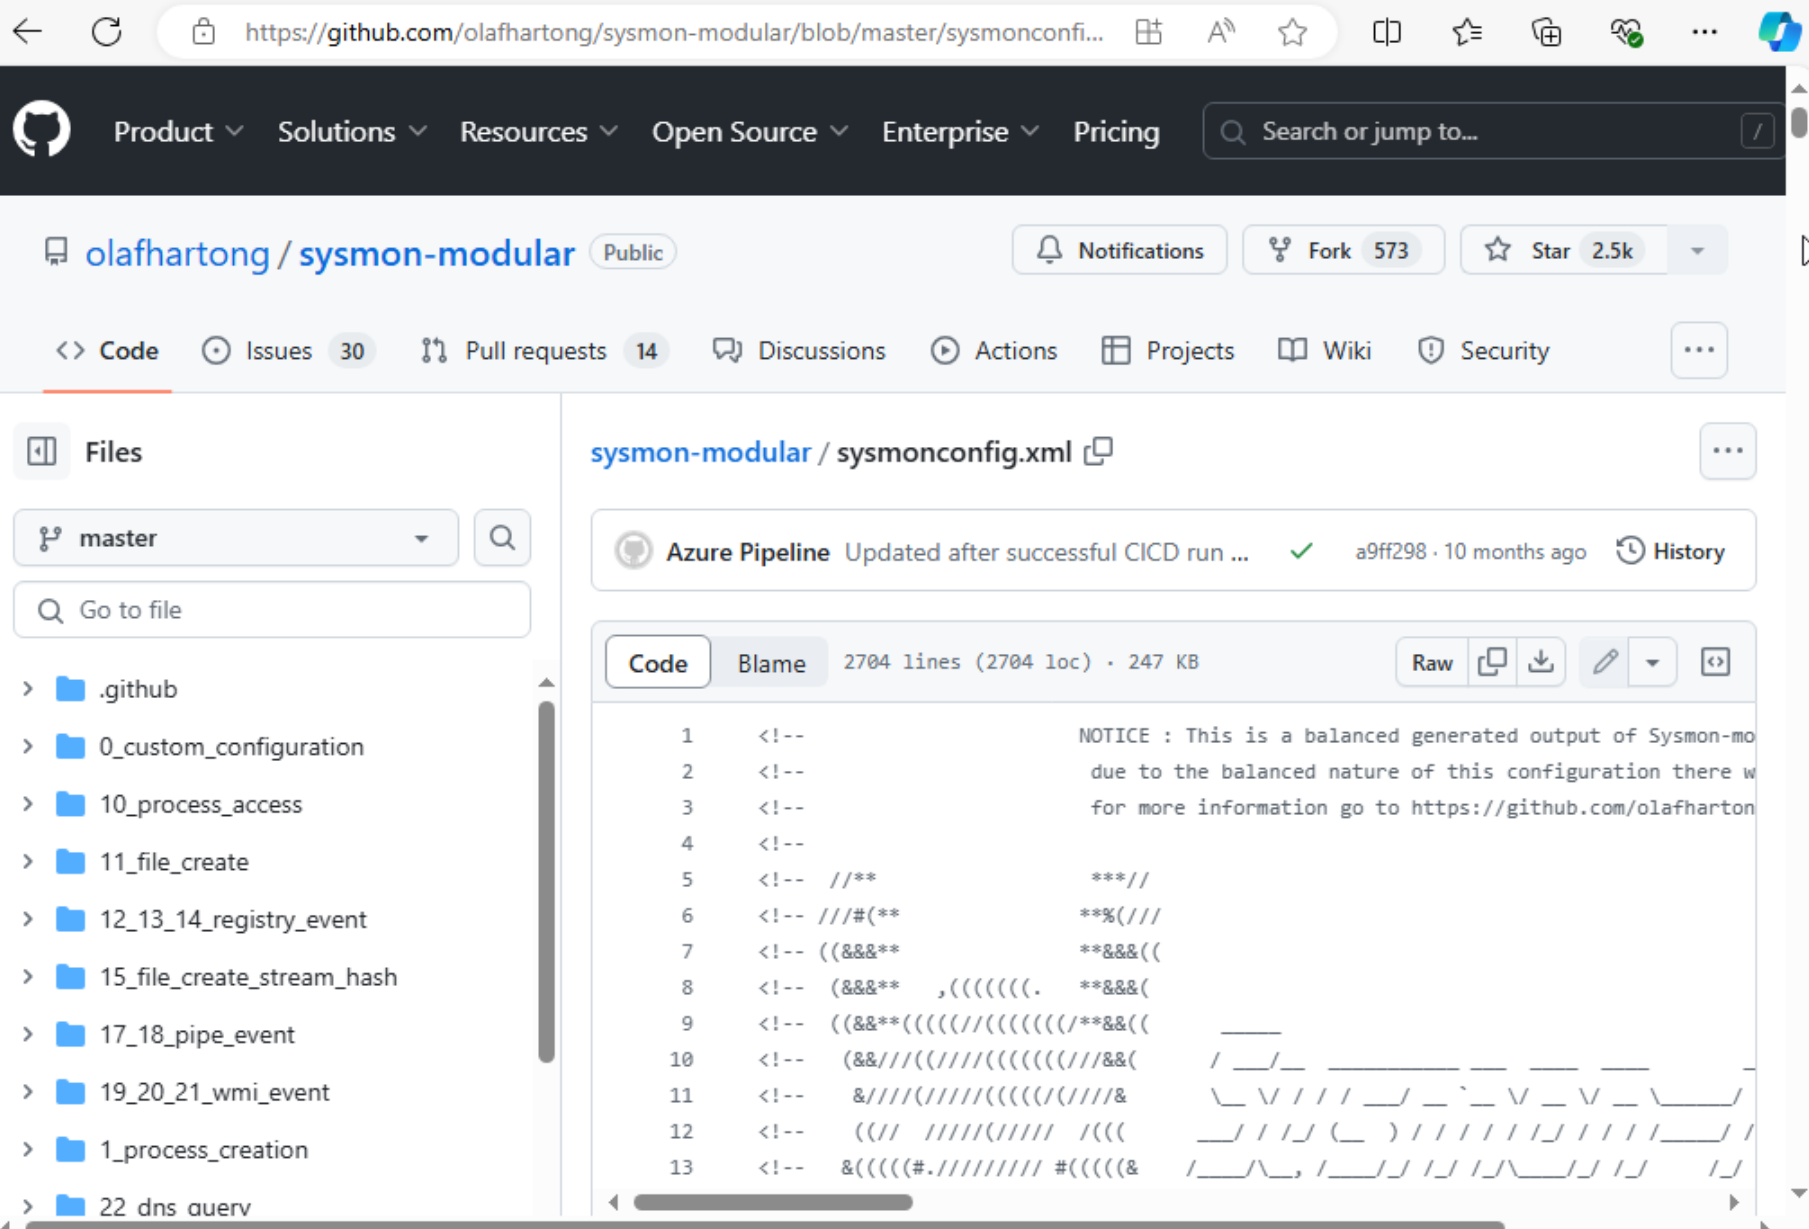 https://github.com/olafhartong/sysmon-modular/blob/master/sysmonconfi...
Product Solutions Resources Open Source Enterprise Pricing Search or jump to... /
olafhartong / sysmon-modular Public Notifications Fork 573 Star 2.5k
<> Code Issues 30 Pull requests 14 Discussions Actions Projects Wiki Security ...
Files
master
Go to file
.github
0_custom_configuration
10_process_access
11_file_create
12_13_14_registry_event
15_file_create_stream_hash
17_18_pipe_event
19_20_21_wmi_event
1_process_creation
22_dns_query
sysmon-modular / sysmonconfig.xml
Azure Pipeline Updated after successful CICD run ... a9ff298 · 10 months ago History
Code Blame 2704 lines (2704 loc) · 247 KB Raw
1 <!-- NOTICE : This is a balanced generated output of Sysmon-mo
2 <!-- due to the balanced nature of this configuration there w
3 <!-- for more information go to https://github.com/olafharton
4 <!--
5 <!-- //** ***//
6 <!-- ///#(** **%(///
7 <!-- ((&&&** **&&&((
8 <!-- (&&&** ,(((((((. **&&&(
9 <!-- ((&&**(((((//(((((((/**&&(( _____
10 <!-- (&&///((////(((((((///&&( / ___/__ ___________ ___ ____ ____ _
11 <!-- &////(/////((((((/(////& \__ \/ / / / ___/ __ `__ \/ __ \/ __ \______/
12 <!-- ((// /////(///// /((( ___/ / /_/ (__ ) / / / / / /_/ / / / /_____/ /
13 <!-- &(((((#.///////// #(((((& /____/\__, /____/_/ /_/ /_/\____/_/ /_/ /_/